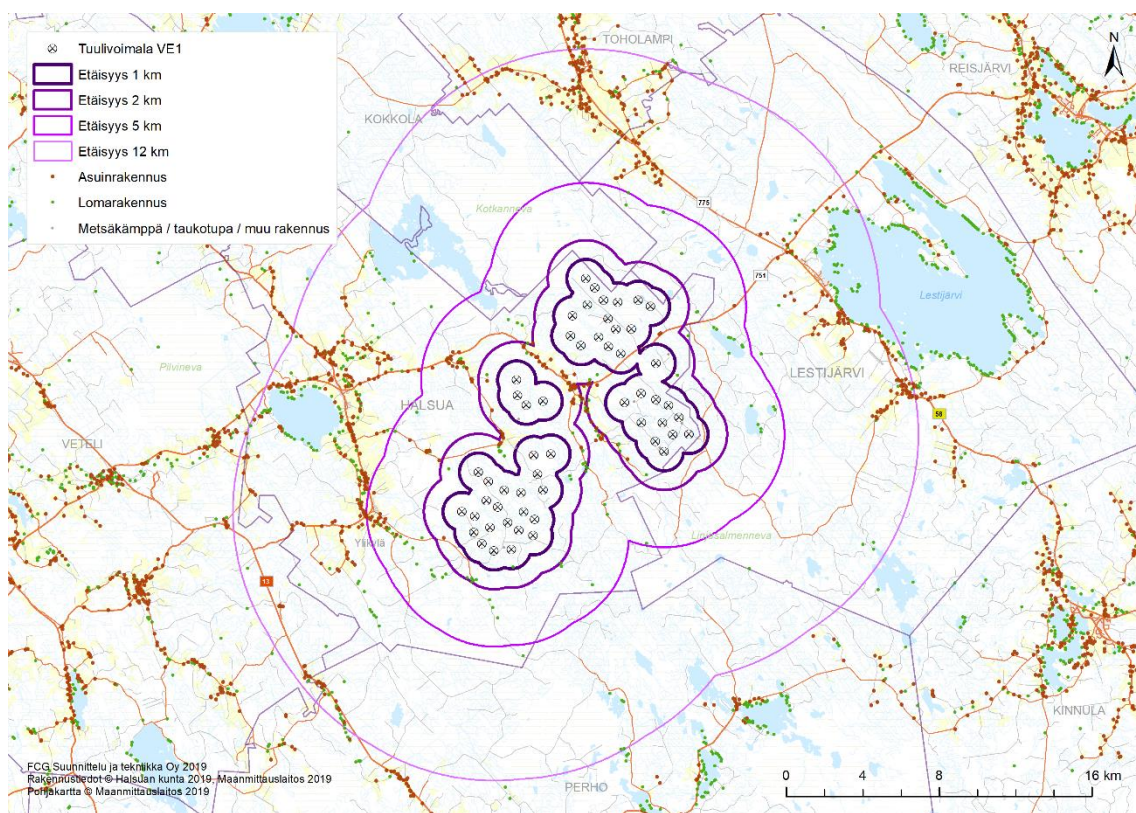 Tuulivoimala VE1
Etäisyys 1 km
Etäisyys 2 km
Etäisyys 5 km
Etäisyys 12 km
Asuinrakennus
Lomarakennus
Metsäkämppä / taukotupa / muu rakennus
TOHOLAMPI
N
REISJÄRVI
KOKKOLA
Kotkanneva
775
751
Lestijärvi
Pilvineva
LESTIJÄRVI
HALSUA
58
VETELI
Ylikylä
Linjasalmenneva
13
KINNULA
FCG Suunnittelu ja tekniikka Oy 2019
Rakennustiedot © Halsuan kunta 2019, Maanmittauslaitos 2019
Pohjakartta © Maanmittauslaitos 2019
PERHO
0 4 8 16 km